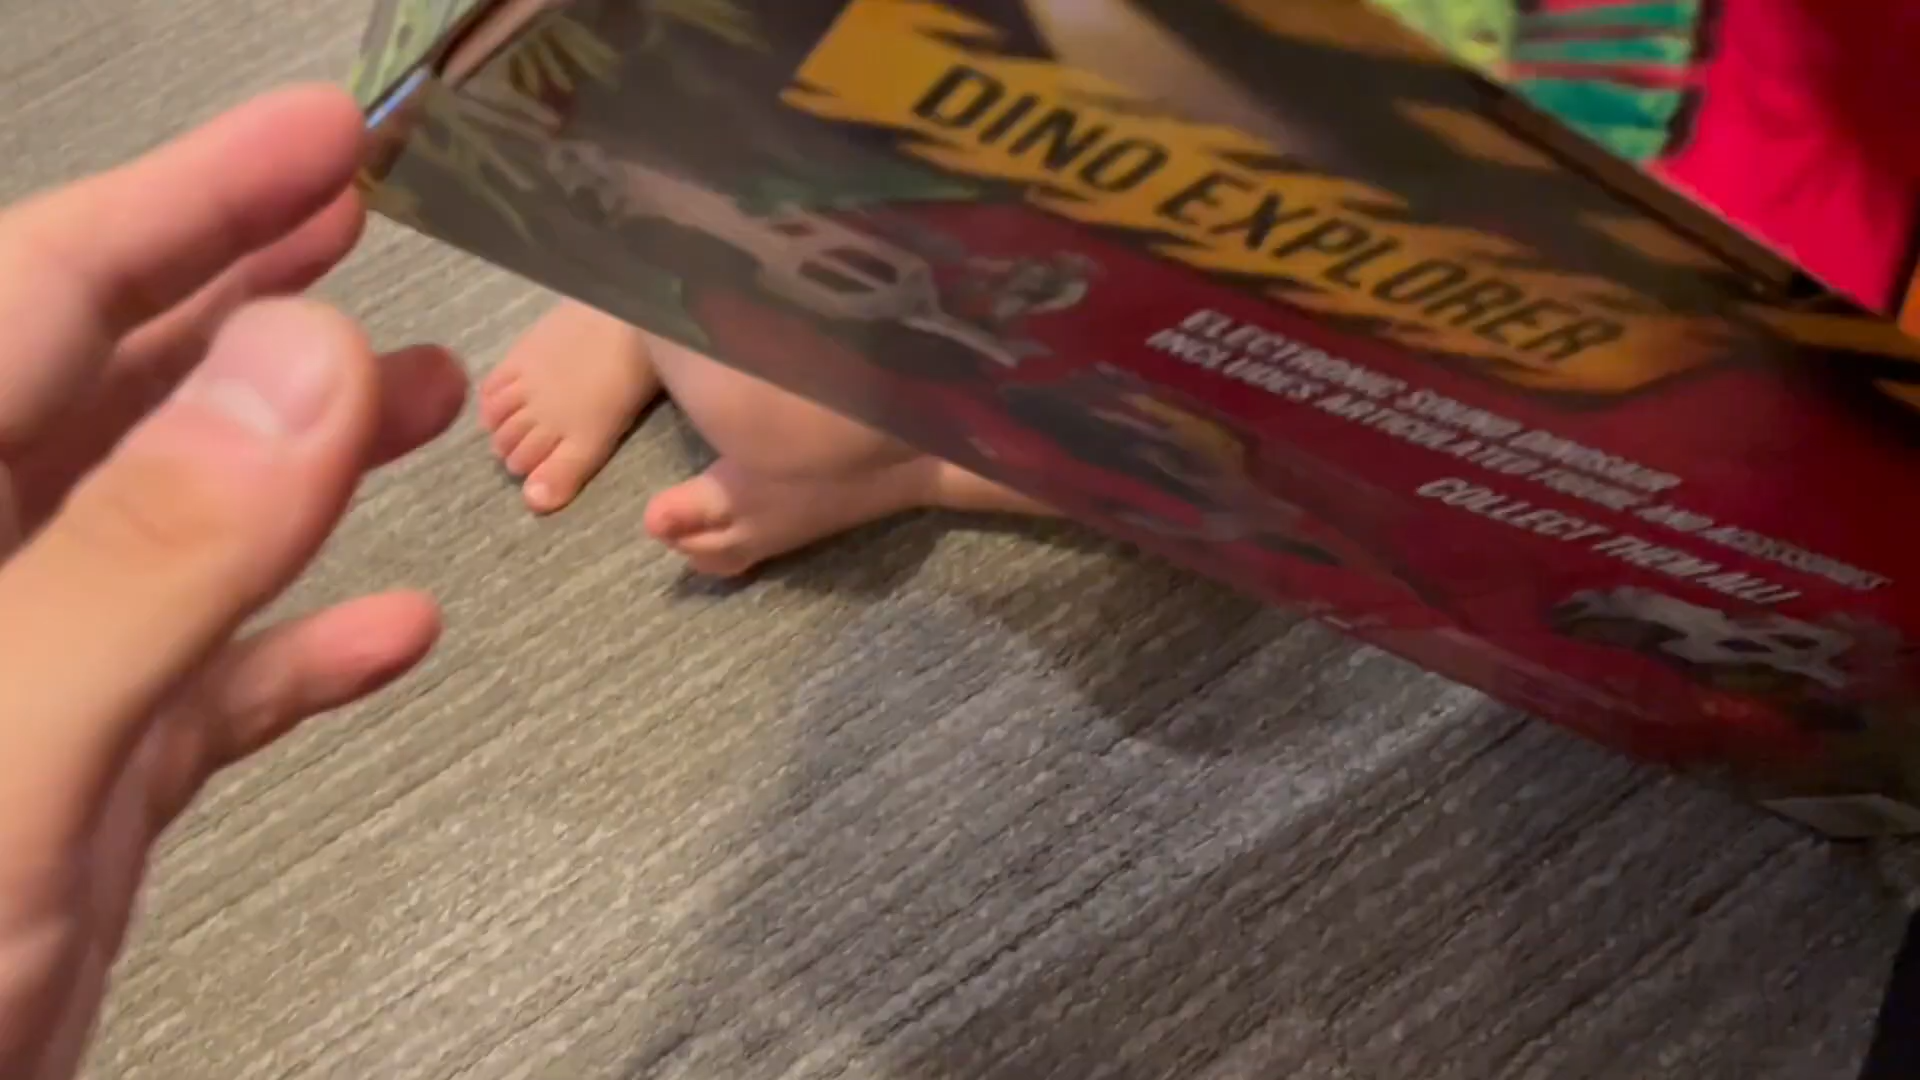 DINO EXPLORER
ELECTRONIC SOUND DINOSAUR
INCLUDES ARTICULATED FIGURE AND ACCESSORIES
COLLECT THEM ALL!